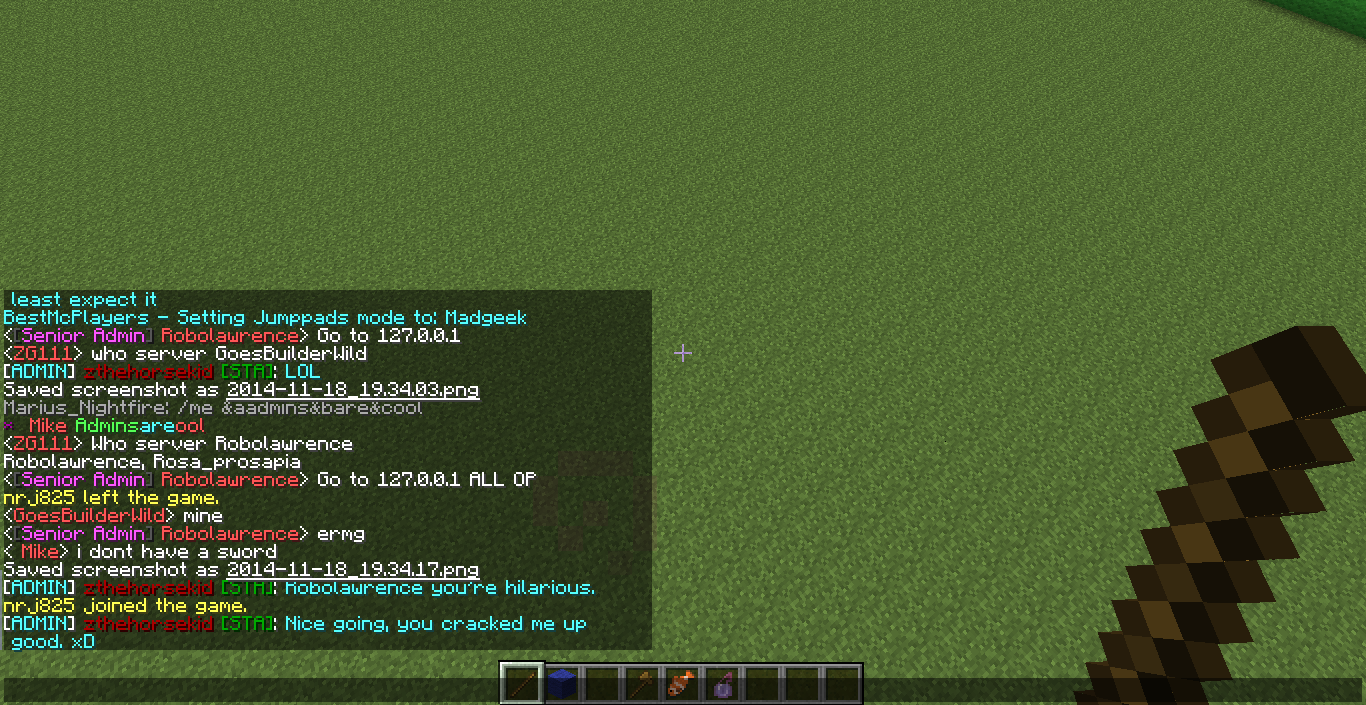 least expect it
BestMcPlayers - Setting Jumppads mode to: Madgeek
<[Senior Admin] Robolawrence> Go to 127.0.0.1
<ZG111> who server GoesBuilderWild
[ADMIN] zthehorsekid [STA]: LOL
Saved screenshot as 2014-11-18_19.34.03.png
Marius_Nightfire: /me &aadmins&bare&cool
* Mike Adminsareool
<ZG111> Who server Robolawrence
Robolawrence, Rosa_prosapia
<[Senior Admin] Robolawrence> Go to 127.0.0.1 ALL OP
nrj825 left the game.
<GoesBuilderWild> mine
<[Senior Admin] Robolawrence> ermg
< Mike> i dont have a sword
Saved screenshot as 2014-11-18_19.34.17.png
[ADMIN] zthehorsekid [STA]: Robolawrence you're hilarious.
nrj825 joined the game.
[ADMIN] zthehorsekid [STA]: Nice going, you cracked me up
good. xD